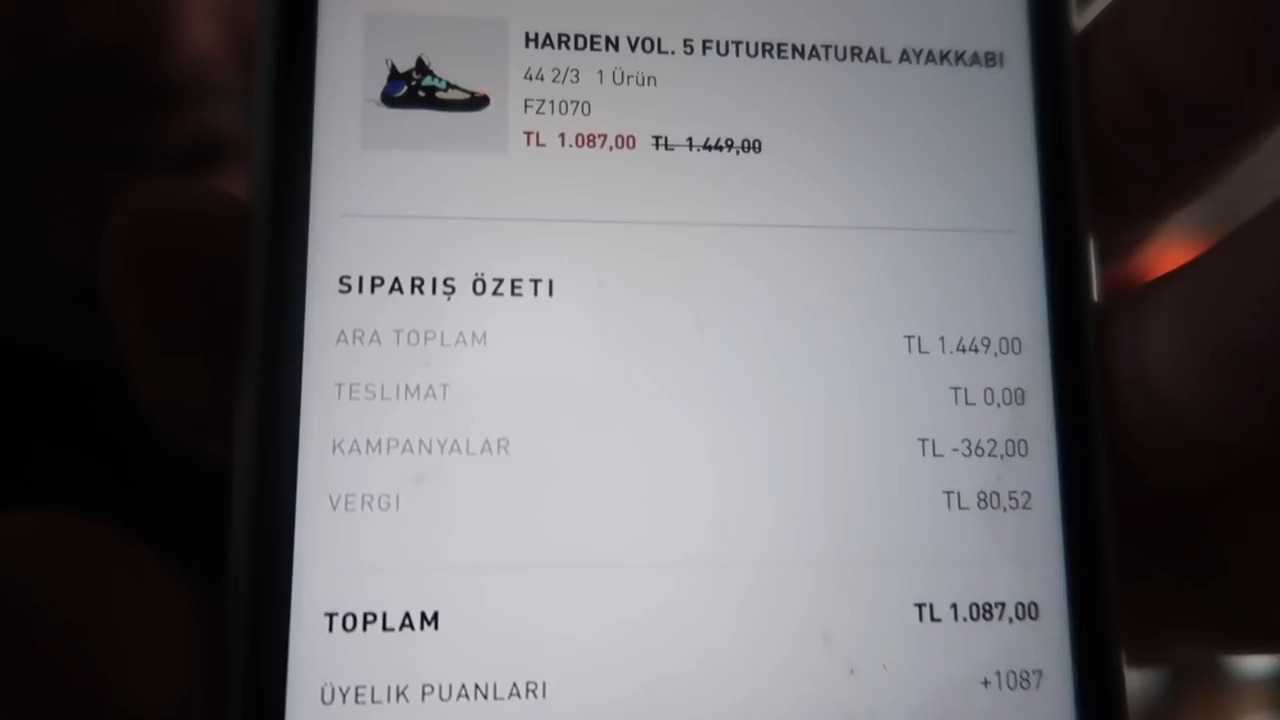 HARDEN VOL. 5 FUTURENATURAL AYAKKABI
44 2/3 1 Ürün
FZ1070
TL 1.087,00 TL 1.449,00
SIPARIŞ ÖZETI
ARA TOPLAM TL 1.449,00
TESLIMAT TL 0,00
KAMPANYALAR TL -362,00
VERGI TL 80,52
TOPLAM TL 1.087,00
ÜYELIK PUANLARI +1087